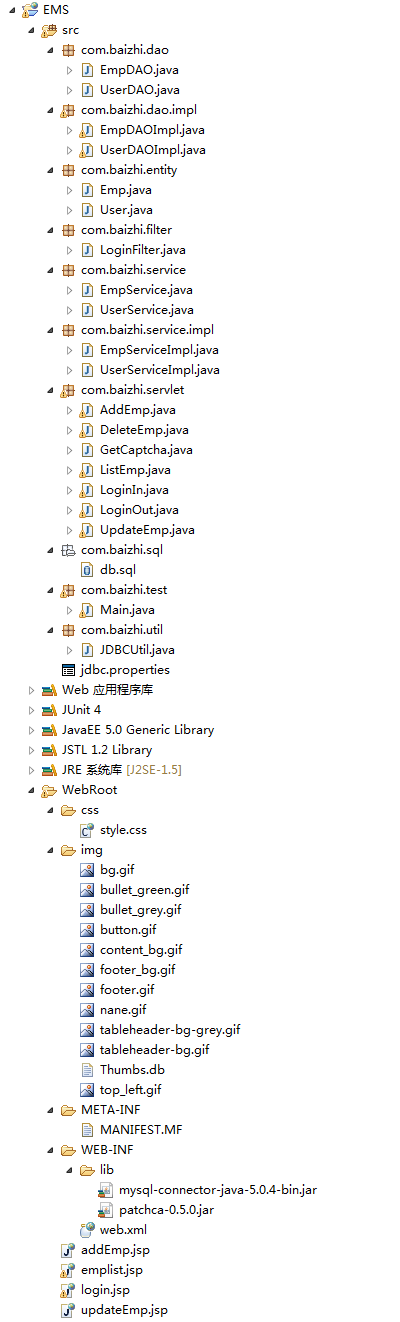 EMS
src
com.baizhi.dao
EmpDAO.java
UserDAO.java
com.baizhi.dao.impl
EmpDAOImpl.java
UserDAOImpl.java
com.baizhi.entity
Emp.java
User.java
com.baizhi.filter
LoginFilter.java
com.baizhi.service
EmpService.java
UserService.java
com.baizhi.service.impl
EmpServiceImpl.java
UserServiceImpl.java
com.baizhi.servlet
AddEmp.java
DeleteEmp.java
GetCaptcha.java
ListEmp.java
LoginIn.java
LoginOut.java
UpdateEmp.java
com.baizhi.sql
db.sql
com.baizhi.test
Main.java
com.baizhi.util
JDBCUtil.java
jdbc.properties
Web 应用程序库
JUnit 4
JavaEE 5.0 Generic Library
JSTL 1.2 Library
JRE 系统库 [J2SE-1.5]
WebRoot
css
style.css
img
bg.gif
bullet_green.gif
bullet_grey.gif
button.gif
content_bg.gif
footer_bg.gif
footer.gif
nane.gif
tableheader-bg-grey.gif
tableheader-bg.gif
Thumbs.db
top_left.gif
META-INF
MANIFEST.MF
WEB-INF
lib
mysql-connector-java-5.0.4-bin.jar
patchca-0.5.0.jar
web.xml
addEmp.jsp
emplist.jsp
login.jsp
updateEmp.jsp